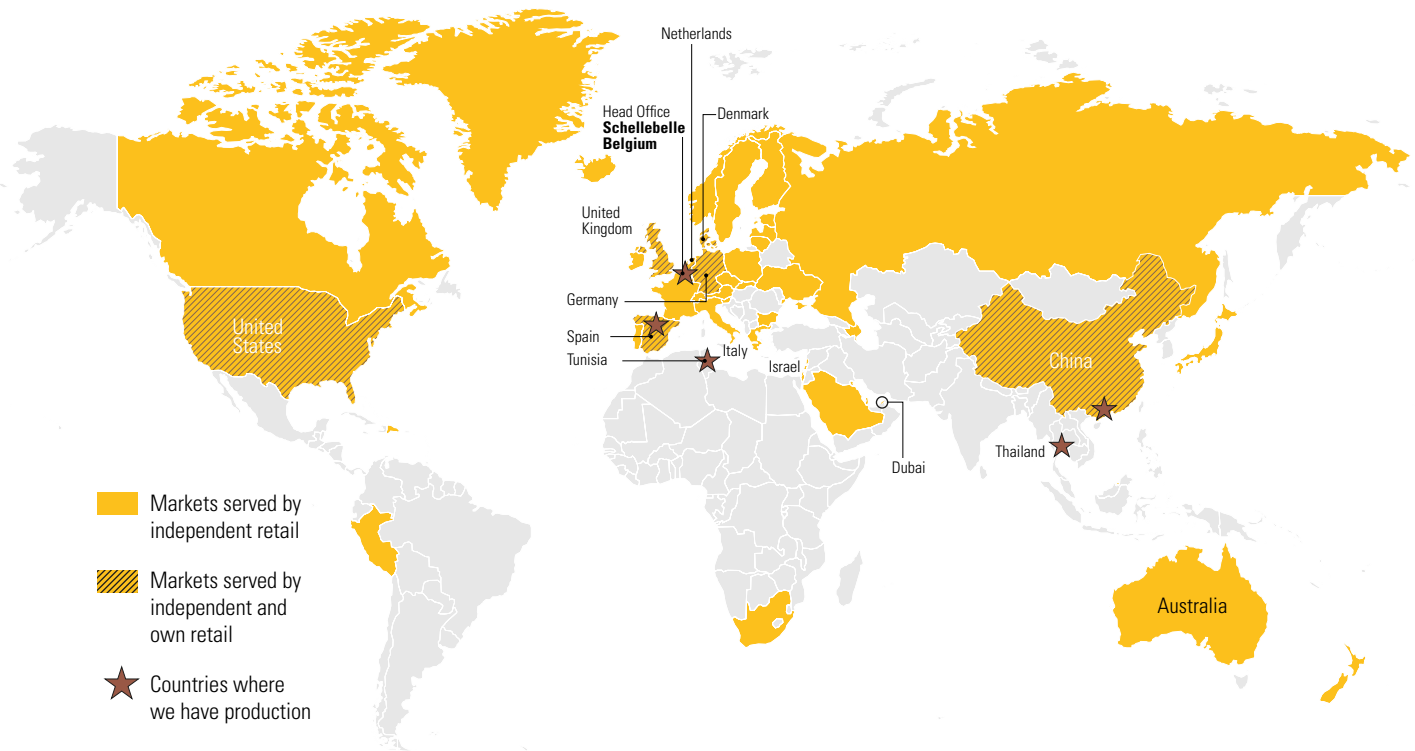 Netherlands
Head Office
Schellebelle
Belgium
Denmark
United
Kingdom
Germany
Spain
Tunisia
Italy
Israel
United
States
China
Dubai
Thailand
Australia
Markets served by
independent retail
Markets served by
independent and
own retail
Countries where
we have production